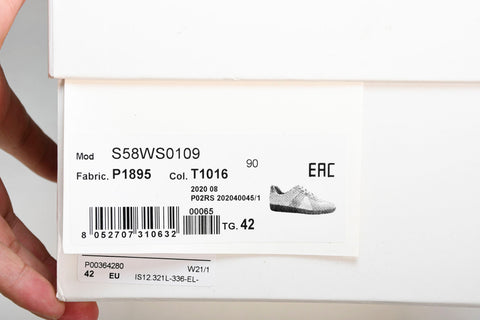 Mod S58WS0109 90
Fabric. P1895 Col. T1016 EAC
2020 08
P02RS 202040045/1
00065
TG. 42
8 052707 310632
P00364280 W21/1
42 EU IS12.321L-336-EL-